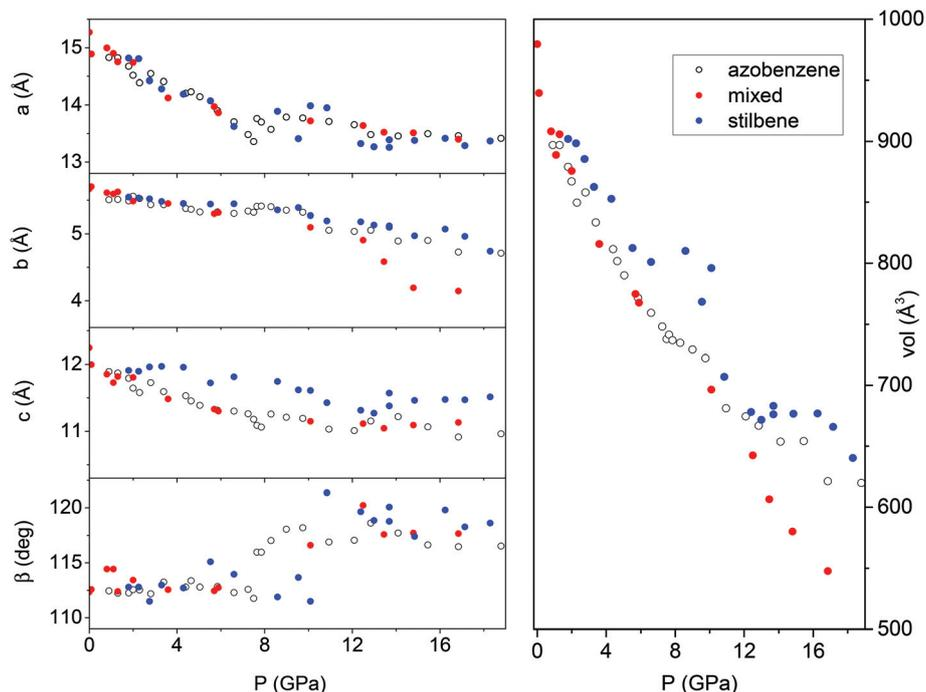 15
14
13
a (Å)
5
4
b (Å)
12
11
c (Å)
120
115
110
β (deg)
0 4 8 12 16
P (GPa)
azobenzene
mixed
stilbene
1000
900
800
700
600
500
vol (Å³)
0 4 8 12 16
P (GPa)